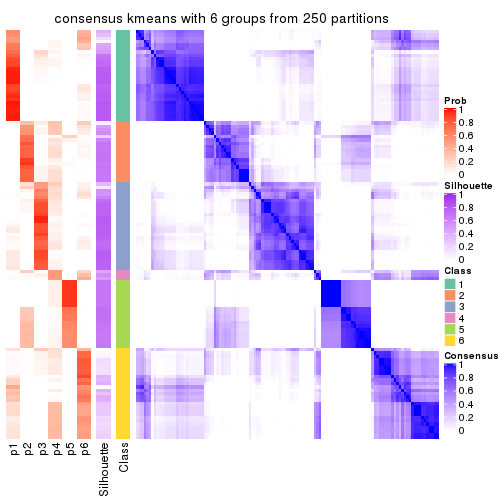 consensus kmeans with 6 groups from 250 partitions
Prob
1
0.8
0.6
0.4
0.2
0
Silhouette
1
0.8
0.6
0.4
0.2
0
Class
1
2
3
4
5
6
Consensus
1
0.8
0.6
0.4
0.2
0
p1
p2
p3
p4
p5
p6
Silhouette
Class